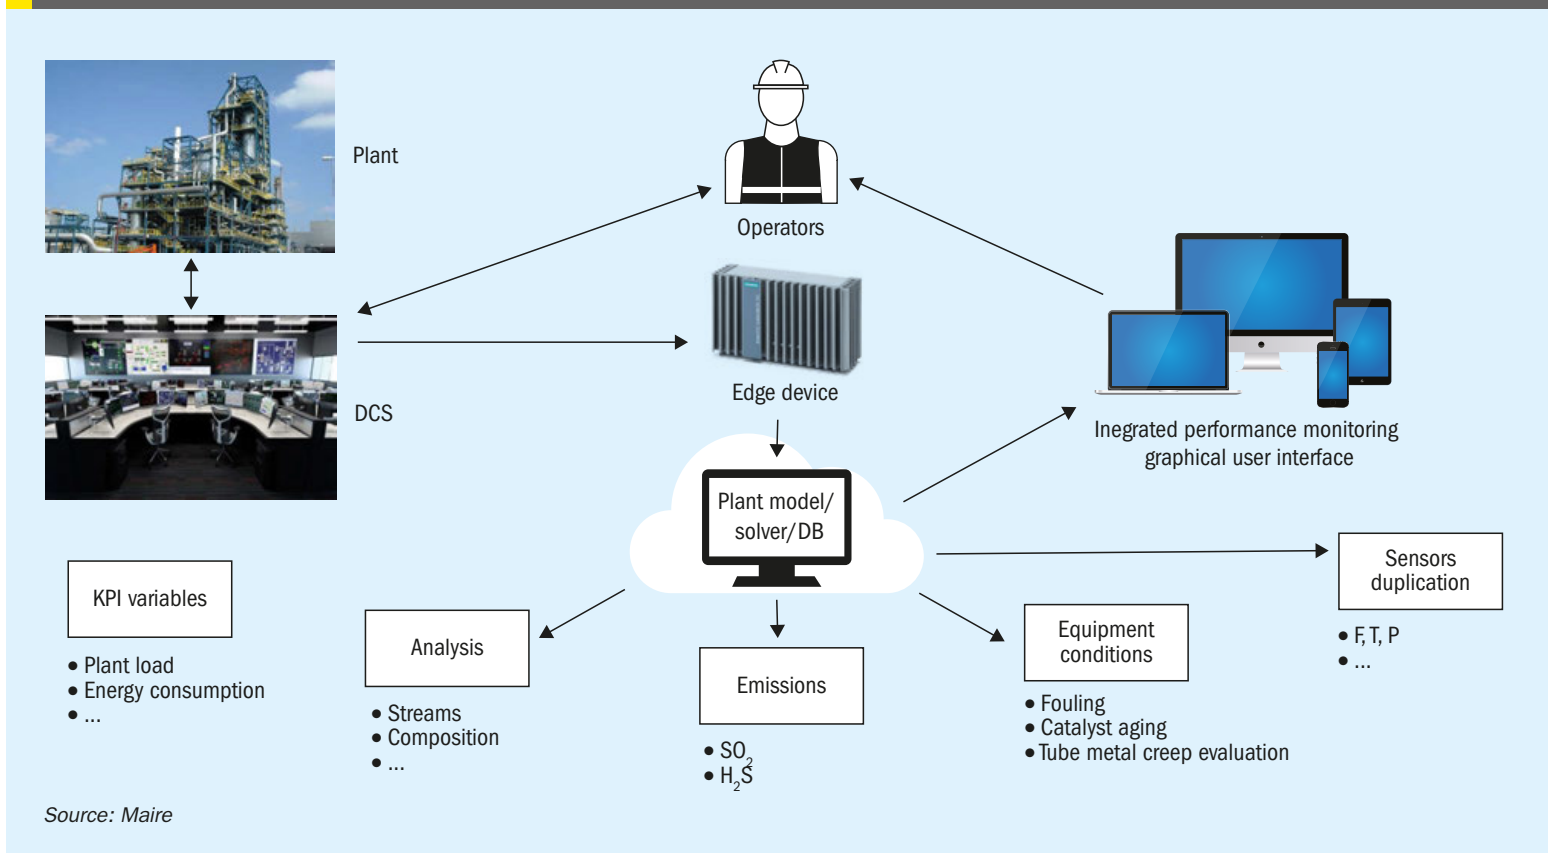 Plant
Operators
DCS
Edge device
Inegrated performance monitoring
graphical user interface
Plant model/
solver/DB
KPI variables
• Plant load
• Energy consumption
• ...
Analysis
• Streams
• Composition
• ...
Emissions
• SO2
• H2S
Equipment
conditions
• Fouling
• Catalyst aging
• Tube metal creep evaluation
Sensors
duplication
• F, T, P
• ...
Source: Maire